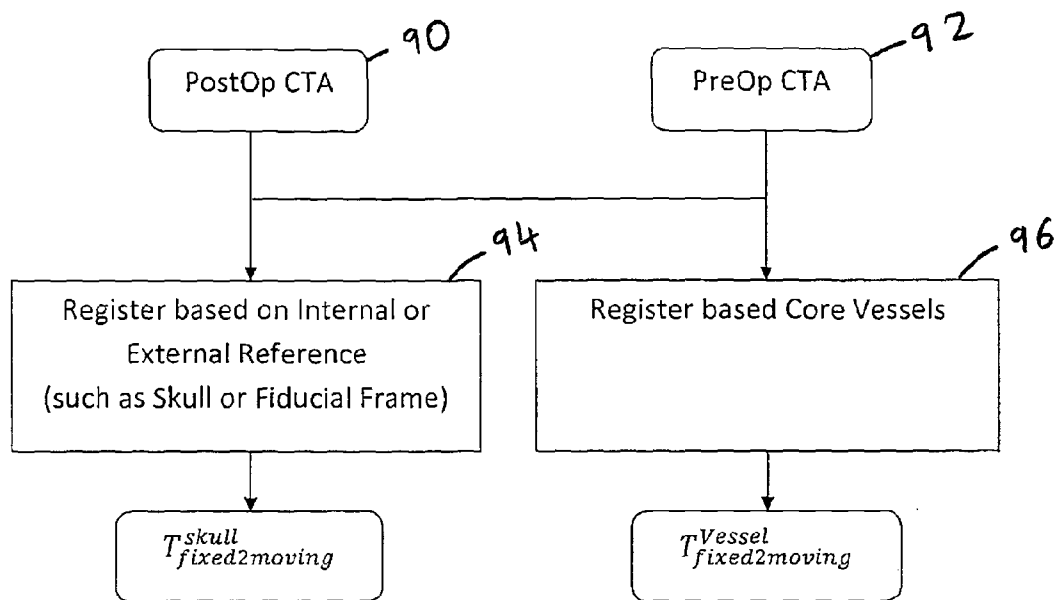 90
92
PostOp CTA
PreOp CTA
94
96
Register based on Internal or
External Reference
(such as Skull or Fiducial Frame)
Register based Core Vessels
T^{skull}_{fixed2moving}
T^{Vessel}_{fixed2moving}